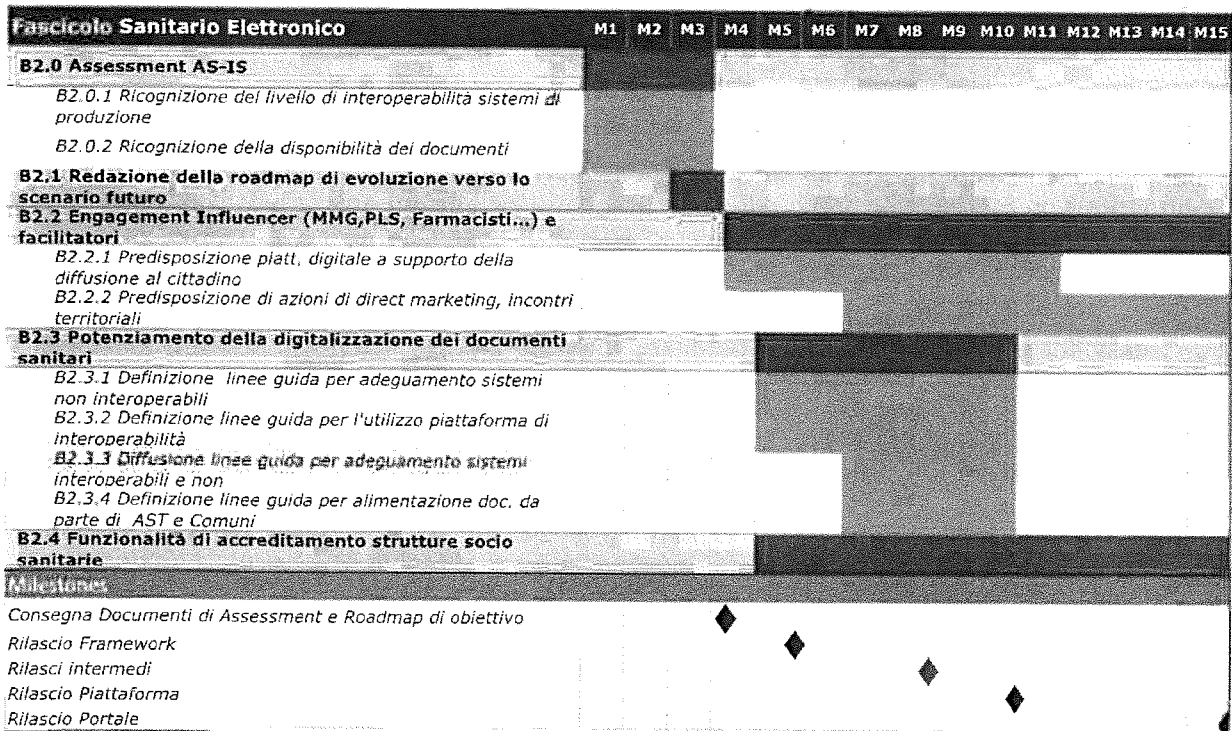 Fascicolo Sanitario Elettronico M1 M2 M3 M4 M5 M6 M7 M8 M9 M10 M11 M12 M13 M14 M15
B2.0 Assessment AS-IS
B2.0.1 Ricognizione del livello di interoperabilità sistemi di
produzione
B2.0.2 Ricognizione della disponibilità dei documenti
B2.1 Redazione della roadmap di evoluzione verso lo
scenario futuro
B2.2 Engagement Influencer (MMG,PLS, Farmacisti...) e
facilitatori
B2.2.1 Predisposizione piatt. digitale a supporto della
diffusione al cittadino
B2.2.2 Predisposizione di azioni di direct marketing, incontri
territoriali
B2.3 Potenziamento della digitalizzazione dei documenti
sanitari
B2.3.1 Definizione linee guida per adeguamento sistemi
non interoperabili
B2.3.2 Definizione linee guida per l'utilizzo piattaforma di
interoperabilità
B2.3.3 Diffusione linee guida per adeguamento sistemi
interoperabili e non
B2.3.4 Definizione linee guida per alimentazione doc. da
parte di AST e Comuni
B2.4 Funzionalità di accreditamento strutture socio
sanitarie
Milestones
Consegna Documenti di Assessment e Roadmap di obiettivo
Rilascio Framework
Rilasci intermedi
Rilascio Piattaforma
Rilascio Portale